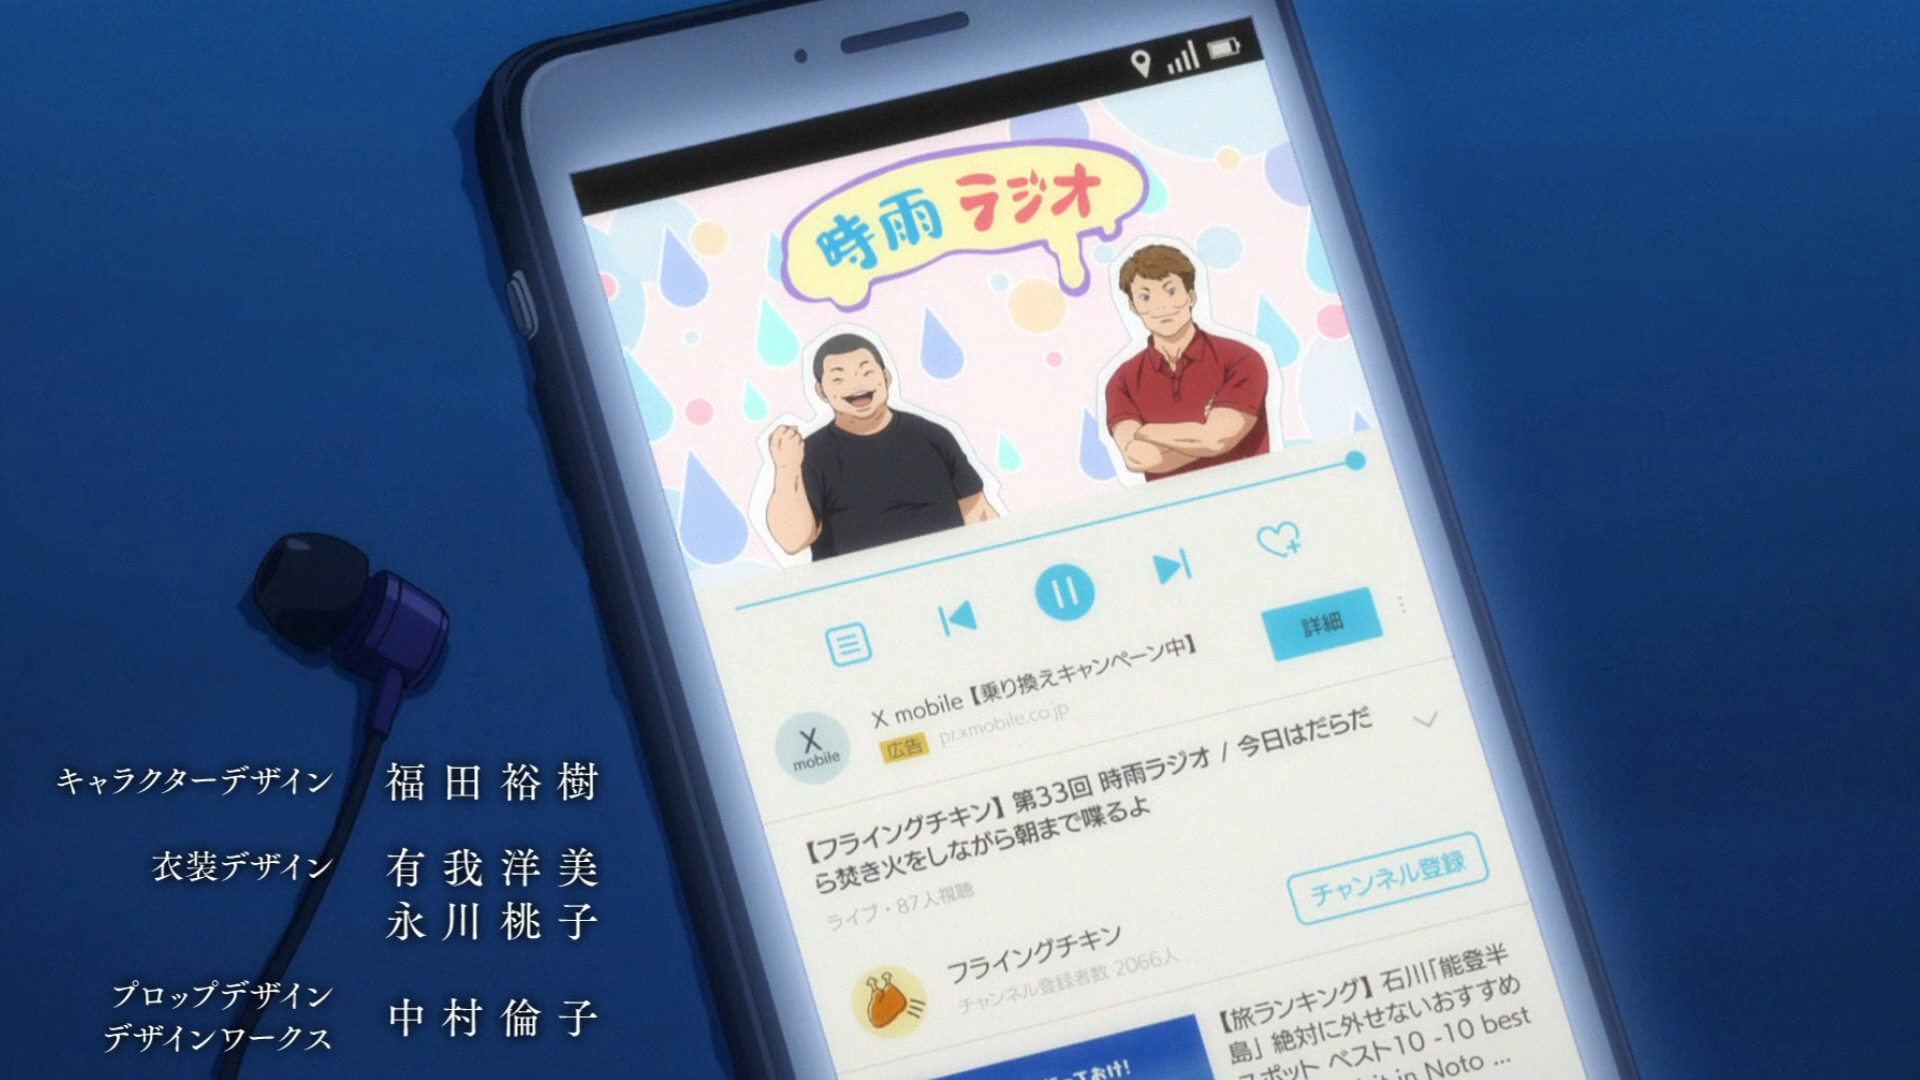 時雨 ラジオ
詳細
X mobile【乗り換えキャンペーン中】
広告 pr.xmobile.co.jp
X
mobile
【フライングチキン】第33回 時雨ラジオ / 今日はだらだ
ら焚き火をしながら朝まで喋るよ
ライブ・87人視聴
チャンネル登録
フライングチキン
チャンネル登録者数 2066人
【旅ランキング】石川「能登半
島」絶対に外せないおすすめ
スポット ベスト10 -10 best
in Noto ...
っておけ!
キャラクターデザイン 福田裕樹
衣装デザイン 有我洋美
永川桃子
プロップデザイン
デザインワークス 中村倫子